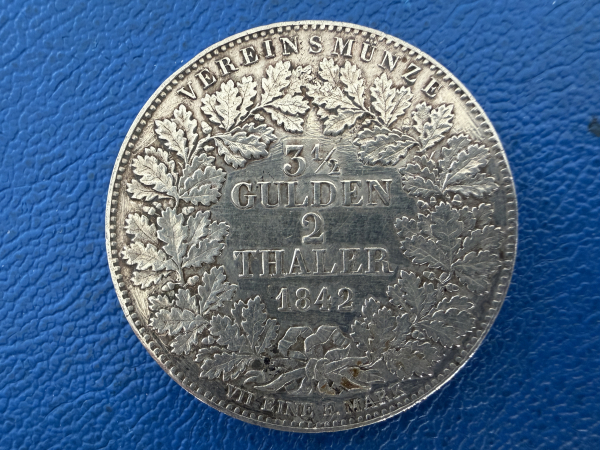 VEREINSMÜNZE
3½
GULDEN
2
THALER
1842
VII EINE F. MARK